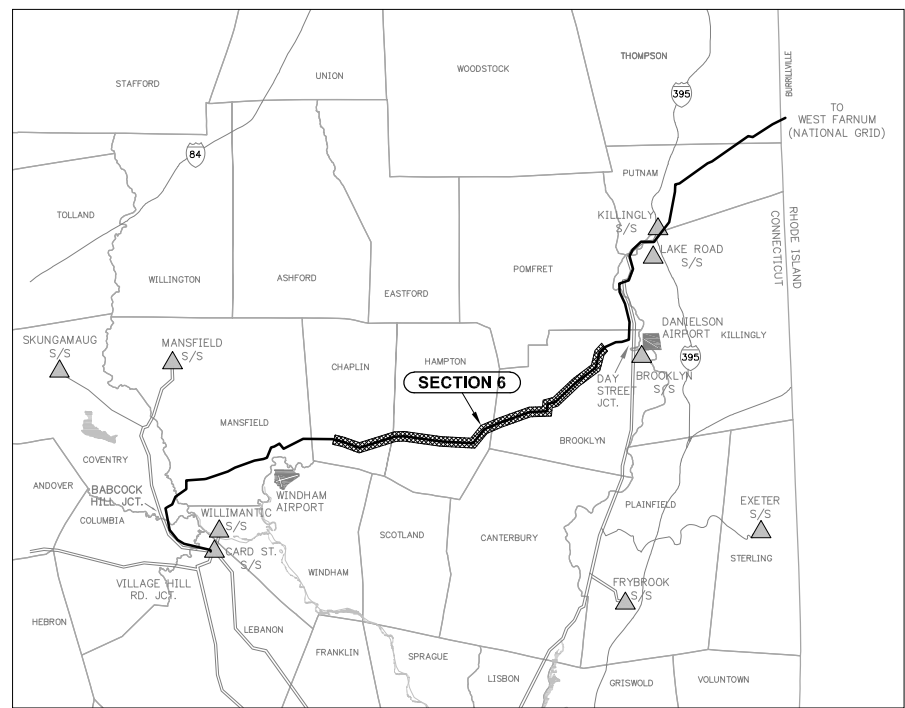 THOMPSON
UNION
WOODSTOCK
STAFFORD
BURRILLVILLE
395
TO
WEST FARNUM
(NATIONAL GRID)
84
PUTNAM
TOLLAND
KILLINGLY
S/S
LAKE ROAD
S/S
RHODE ISLAND
CONNECTICUT
POMFRET
WILLINGTON
ASHFORD
EASTFORD
DANIELSON
AIRPORT
KILLINGLY
SKUNGAMAUG
S/S
MANSFIELD
S/S
CHAPLIN
HAMPTON
395
DAY
STREET
JCT.
BROOKLYN
S/S
SECTION 6
MANSFIELD
BROOKLYN
COVENTRY
ANDOVER
BABCOCK
HILL JCT.
COLUMBIA
WINDHAM
AIRPORT
WILLIMANTIC
S/S
CARD ST.
S/S
PLAINFIELD
EXETER
S/S
STERLING
SCOTLAND
CANTERBURY
WINDHAM
VILLAGE HILL
RD. JCT.
FRYBROOK
S/S
HEBRON
LEBANON
FRANKLIN
SPRAGUE
LISBON
GRISWOLD
VOLUNTOWN